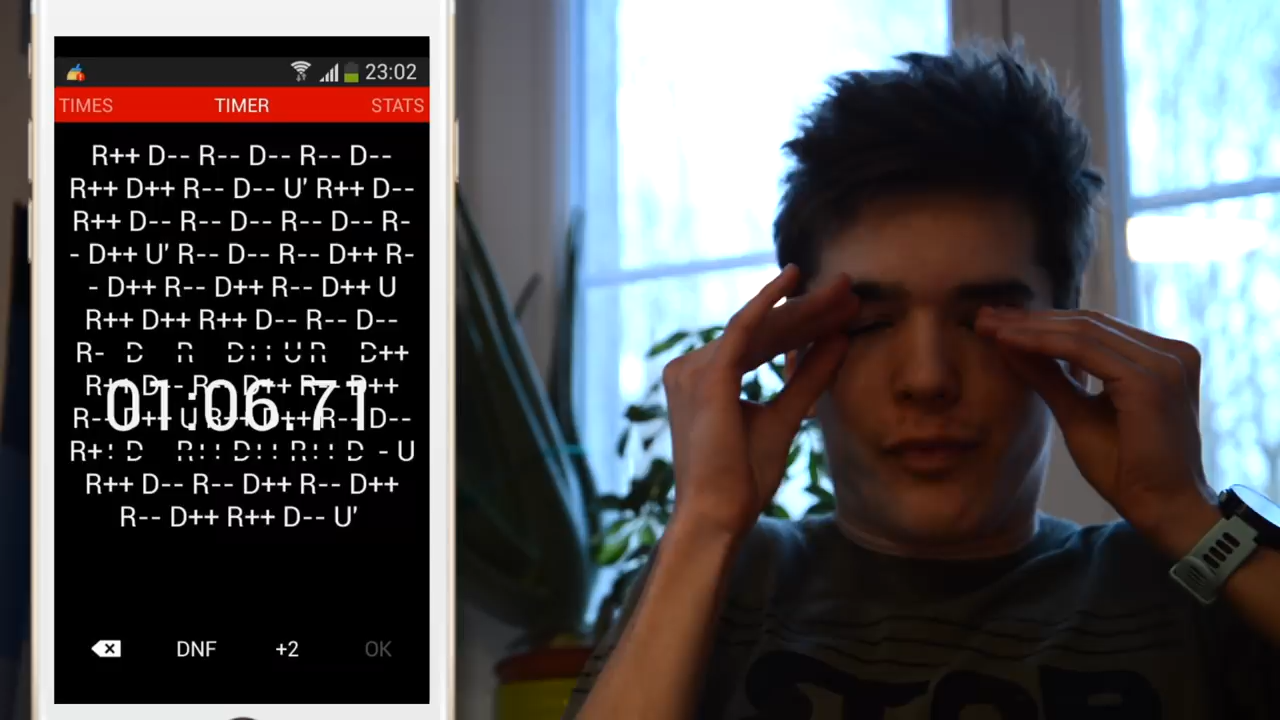 23:02
TIMES TIMER STATS
R++ D-- R-- D-- R-- D--
R++ D++ R-- D-- U' R++ D--
R++ D-- R-- D-- R-- D-- R-
- D++ U' R-- D-- R-- D++ R-
- D++ R-- D++ R-- D++ U
R++ D++ R++ D-- R-- D--
D++
01:06.71
R++ D-- R-- D++ R-- D++
R-- D++ U R++ D++ R-- D--
- U
R++ D-- R-- D++ R-- D++
R-- D++ R++ D-- U'
DNF +2 OK